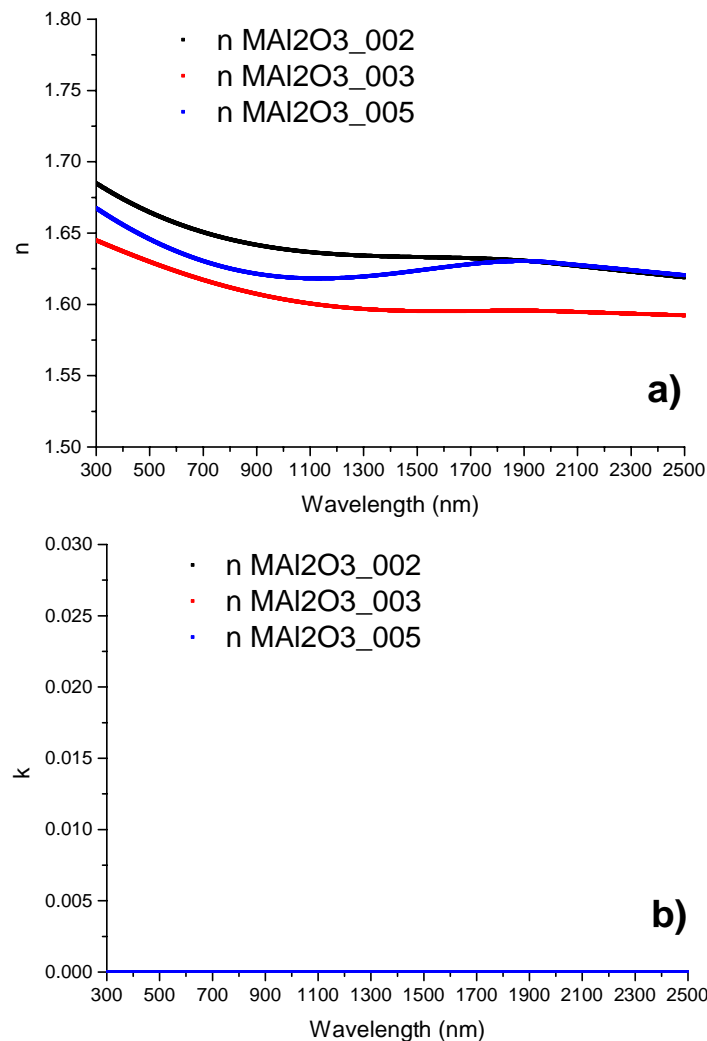 1.80
n MAl2O3_002
n MAl2O3_003
n MAl2O3_005
1.75
1.70
1.65
n
1.60
1.55
a)
1.50
300 500 700 900 1100 1300 1500 1700 1900 2100 2300 2500
Wavelength (nm)
0.030
n MAl2O3_002
n MAl2O3_003
n MAl2O3_005
0.025
0.020
0.015
k
0.010
0.005
b)
0.000
300 500 700 900 1100 1300 1500 1700 1900 2100 2300 2500
Wavelength (nm)